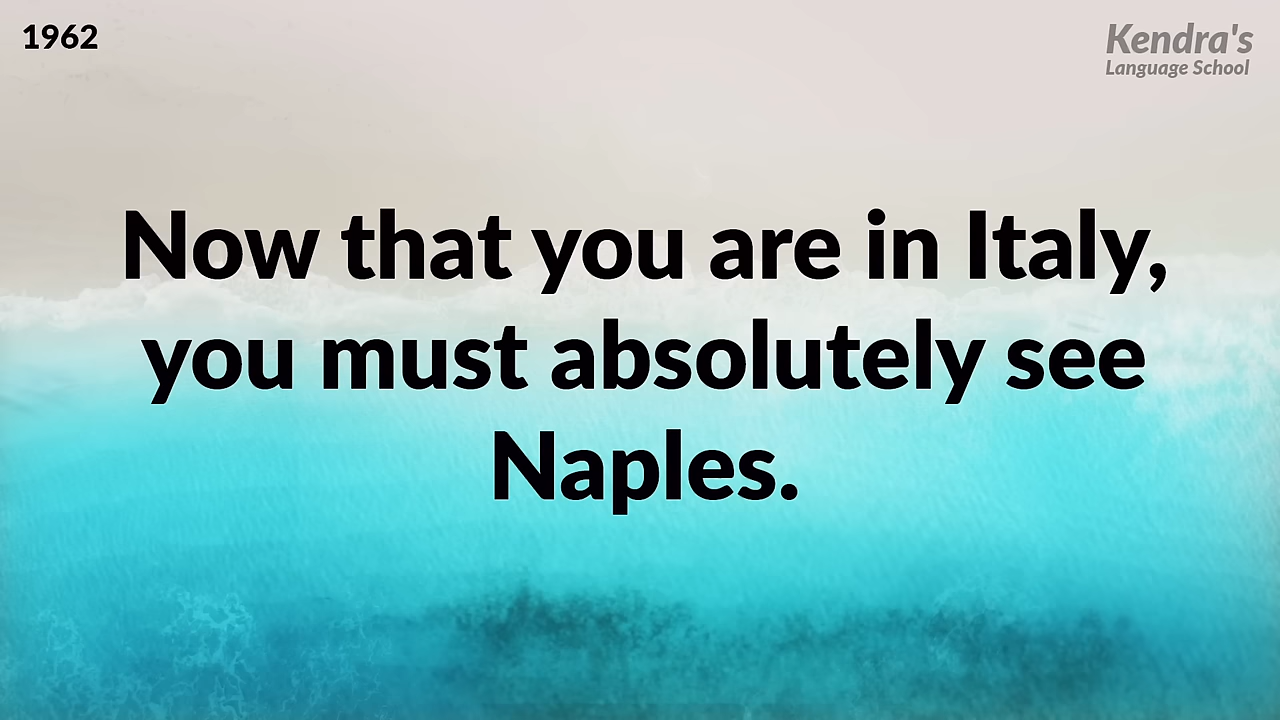 1962
Kendra's
Language School
Now that you are in Italy,
you must absolutely see
Naples.